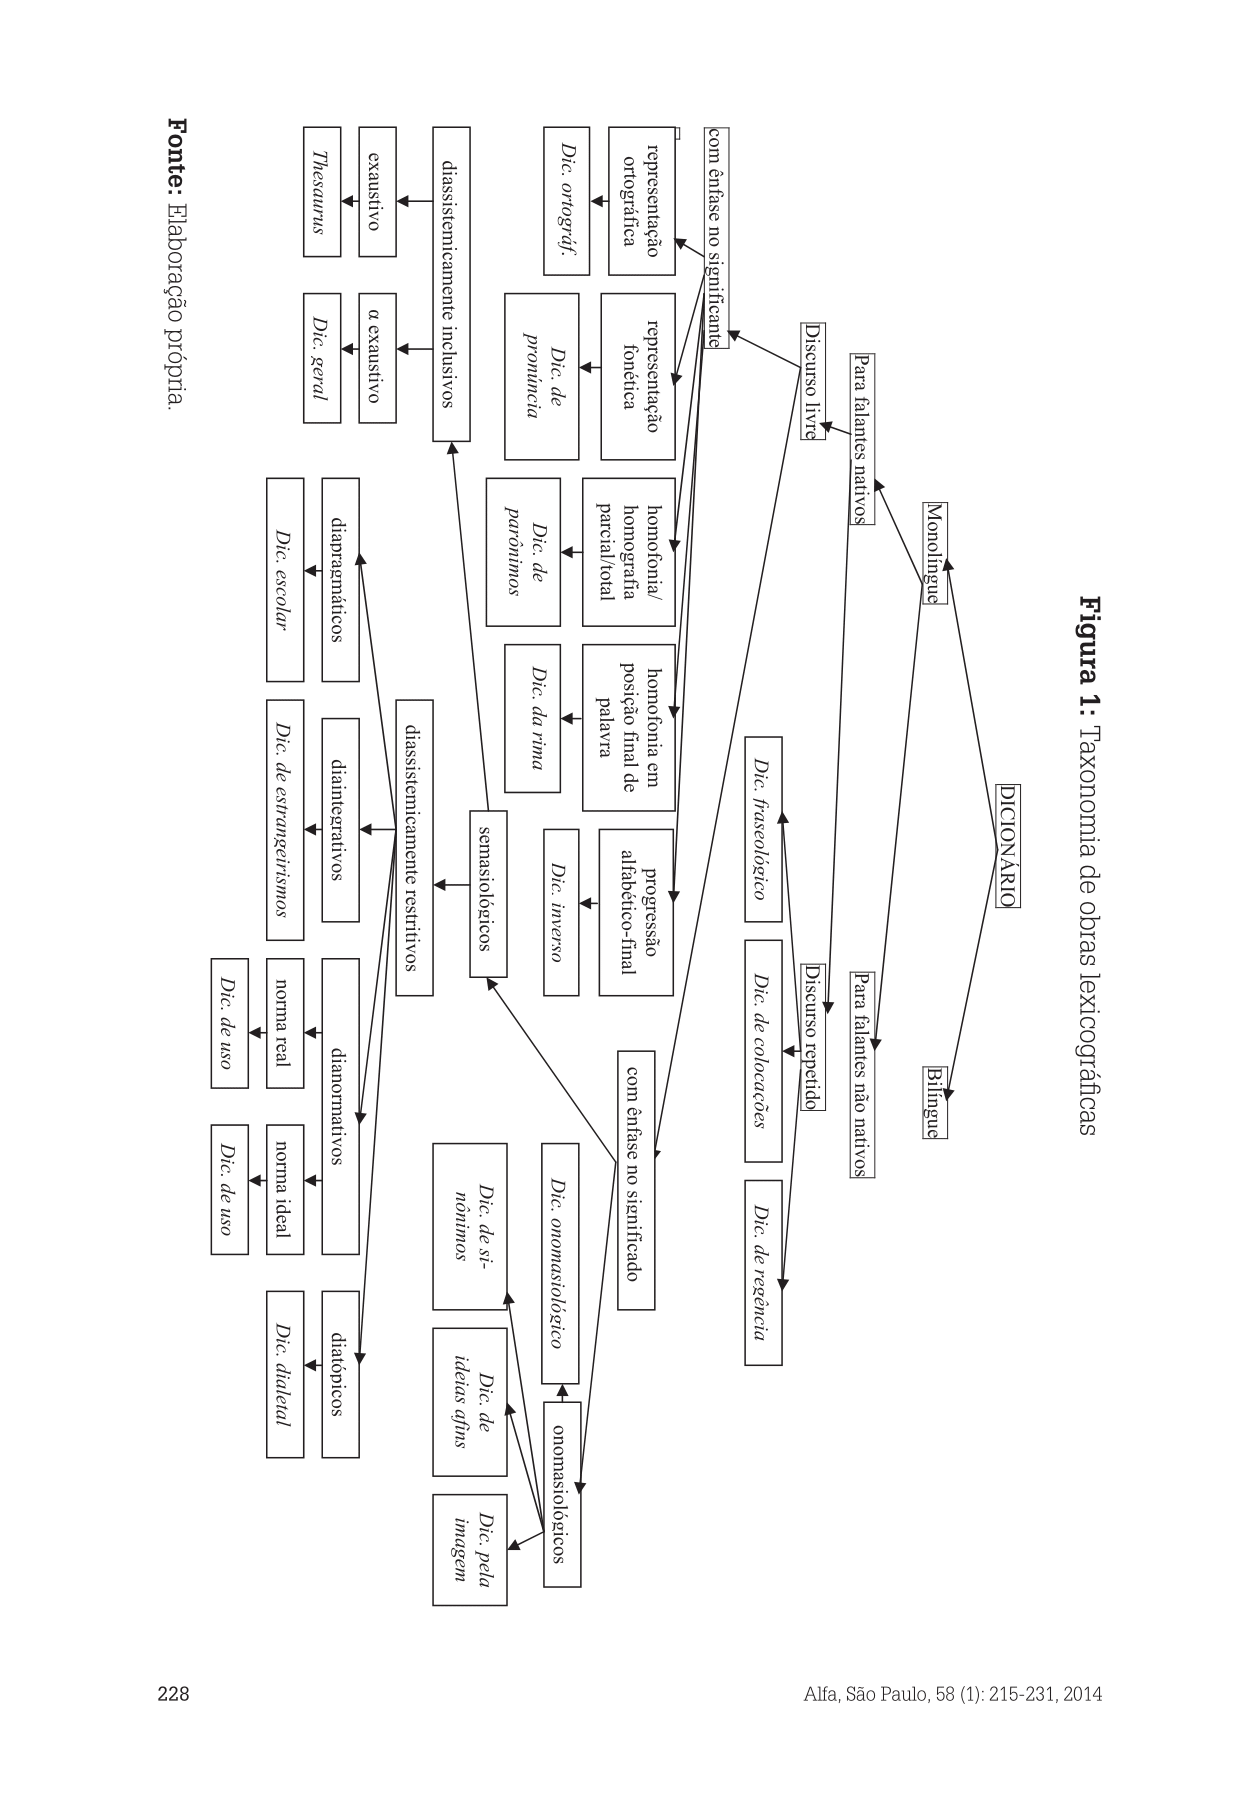 Figura 1: Taxonomia de obras lexicográficas
DICIONÁRIO
Monolíngue
Bilíngue
Para falantes nativos
Para falantes não nativos
Discurso livre
Discurso repetido
Dic. fraseológico
Dic. de colocações
Dic. de regência
com ênfase no significante
com ênfase no significado
representação
ortográfica
representação
fonética
homofonia/
homografia
parcial/total
homofonia em
posição final de
palavra
progressão
alfabético-final
Dic. ortográf.
Dic. de
pronúncia
Dic. de
parônimos
Dic. da rima
Dic. inverso
Dic. onomasiológico
onomasiológicos
semasiológicos
Dic. de si-
nônimos
Dic. de
ideias afins
Dic. pela
imagem
diassistemicamente inclusivos
diassistemicamente restritivos
exaustivo
α exaustivo
Thesaurus
Dic. geral
diapragmáticos
diaintegrativos
dianormativos
diatópicos
Dic. escolar
Dic. de estrangeirismos
norma real
norma ideal
Dic. dialetal
Dic. de uso
Dic. de uso
Fonte: Elaboração própria.
228
Alfa, São Paulo, 58 (1): 215-231, 2014